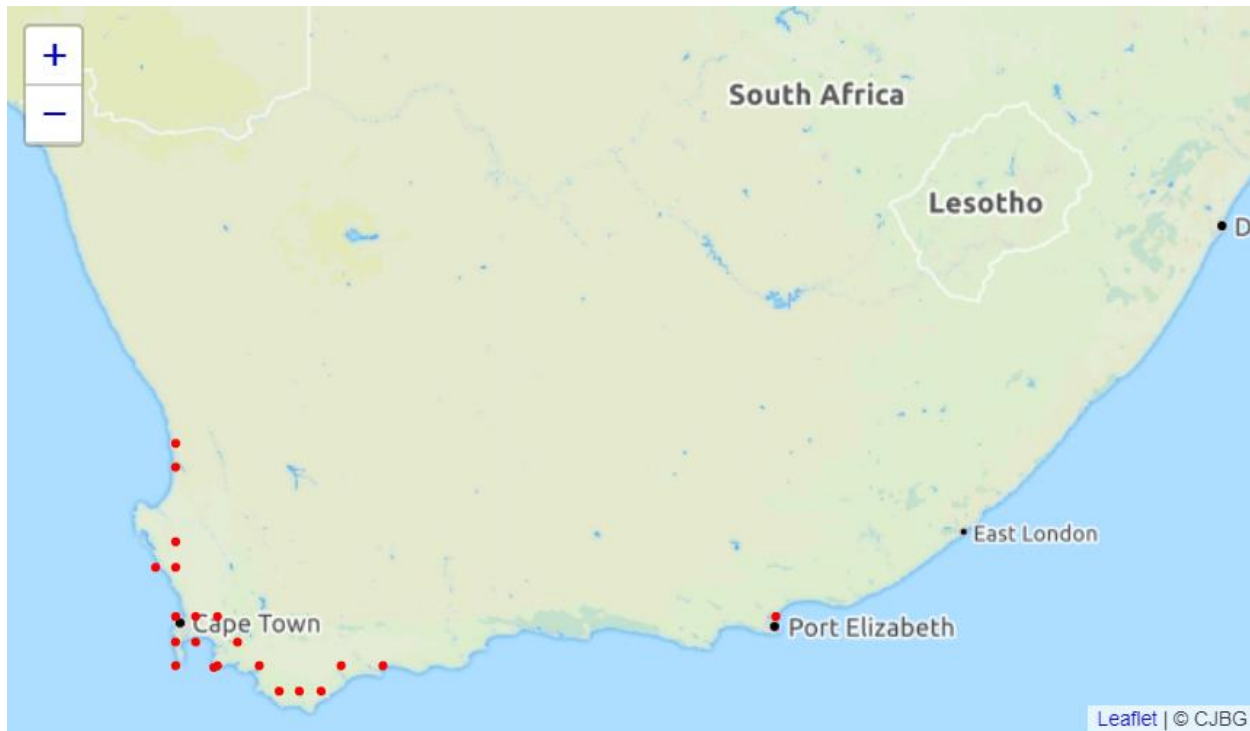 +
−
South Africa
Lesotho
D
East London
Cape Town
Port Elizabeth
Leaflet | © CJBG